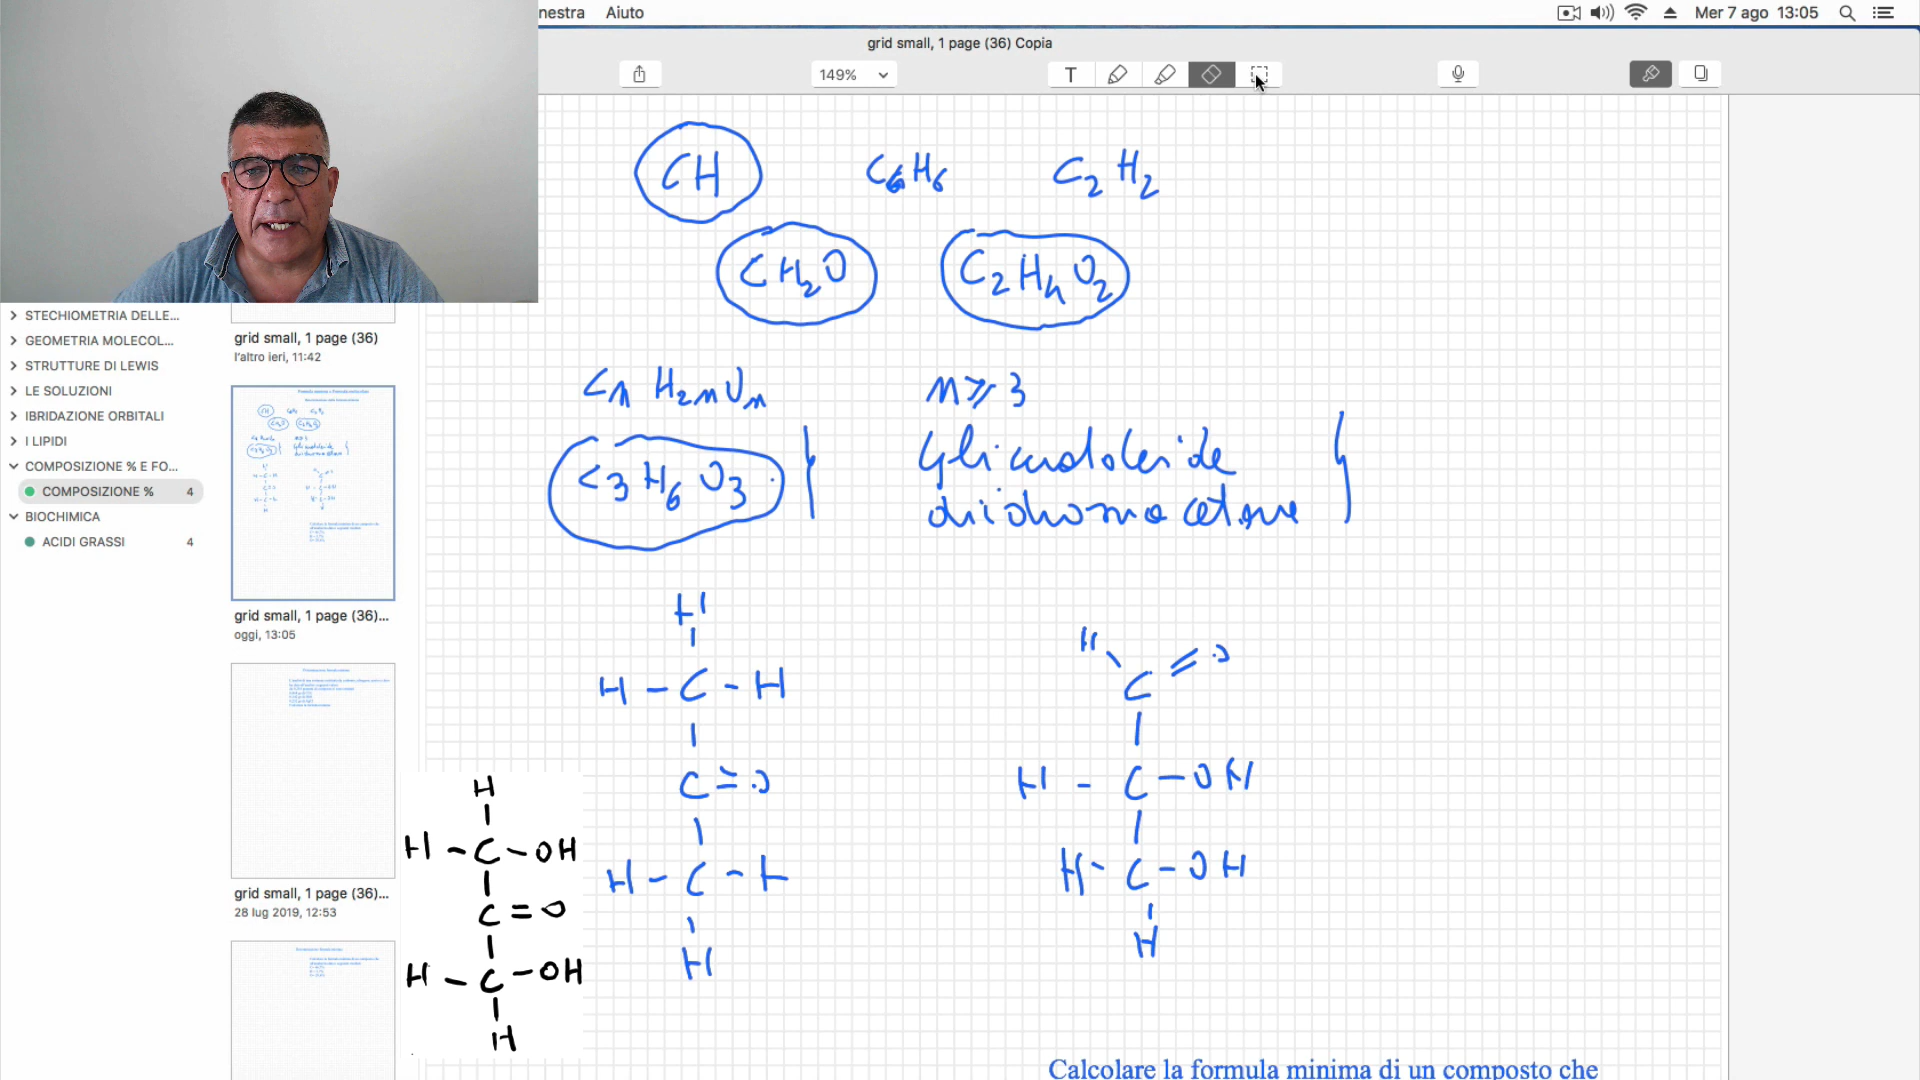 nestra Aiuto Mer 7 ago 13:05
grid small, 1 page (36) Copia
149% T
STECHIOMETRIA DELLE...
GEOMETRIA MOLECOL...
STRUTTURE DI LEWIS
LE SOLUZIONI
IBRIDAZIONE ORBITALI
I LIPIDI
COMPOSIZIONE % E FO...
COMPOSIZIONE % 4
BIOCHIMICA
ACIDI GRASSI 4
grid small, 1 page (36)
l'altro ieri, 11:42
grid small, 1 page (36)...
oggi, 13:05
grid small, 1 page (36)...
28 lug 2019, 12:53
CH C6H6 C2H2
CH2O C2H4O2
CnH2nOn n ≥ 3
C3H6O3
H
H – C – OH
C = O
H – C – OH
H
H
H – C – H
C = O
H – C – H
H
H C = O
H – C – OH
H – C – OH
H
Calcolare la formula minima di un composto che